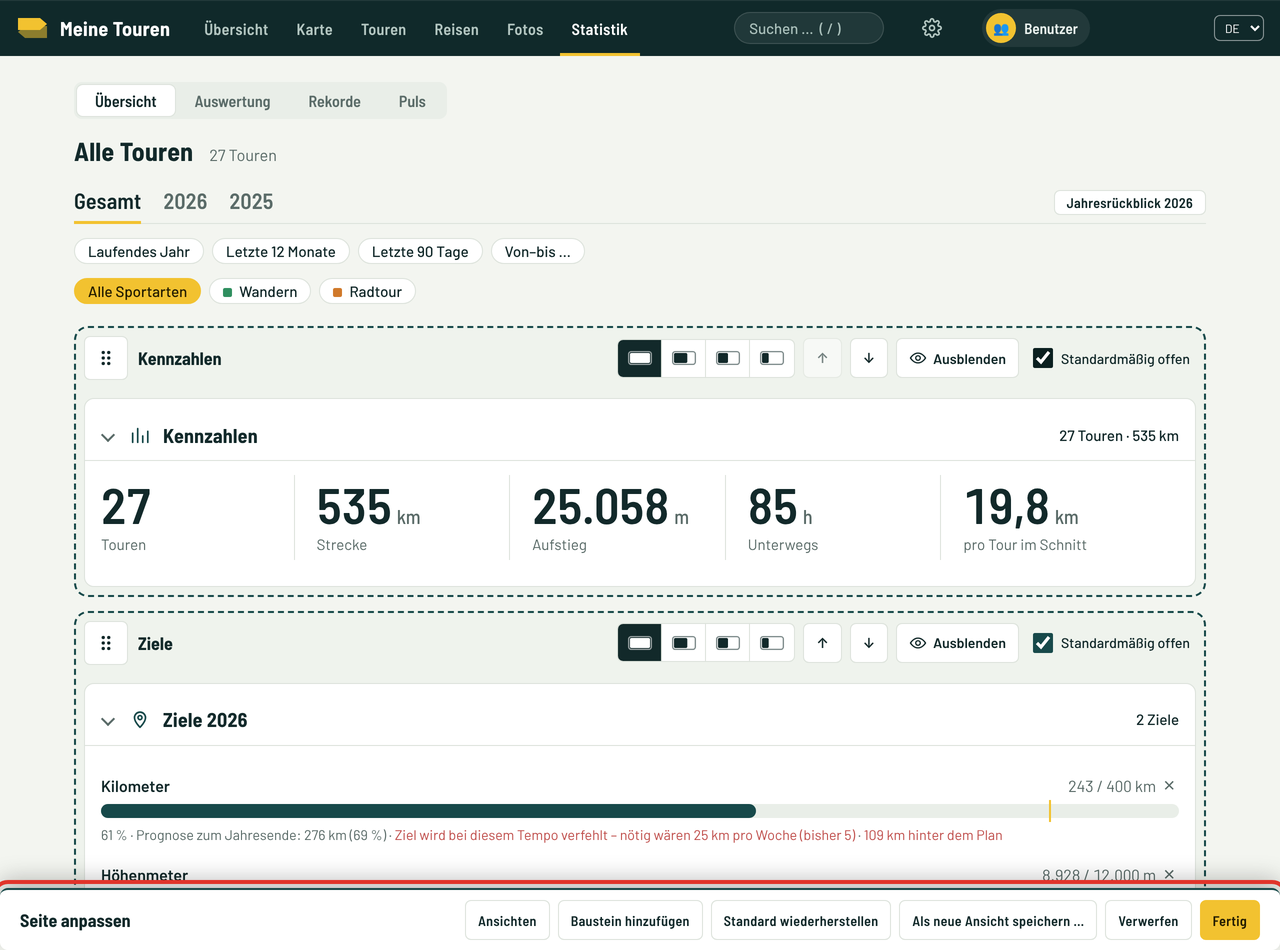 Meine Touren Übersicht Karte Touren Reisen Fotos Statistik Suchen … ( / ) Benutzer DE
Übersicht Auswertung Rekorde Puls
Alle Touren 27 Touren
Gesamt 2026 2025 Jahresrückblick 2026
Laufendes Jahr Letzte 12 Monate Letzte 90 Tage Von–bis …
Alle Sportarten Wandern Radtour
Kennzahlen ↑ ↓ Ausblenden Standardmäßig offen
Kennzahlen 27 Touren · 535 km
27 535 km 25.058 m 85 h 19,8 km
Touren Strecke Aufstieg Unterwegs pro Tour im Schnitt
Ziele ↑ ↓ Ausblenden Standardmäßig offen
Ziele 2026 2 Ziele
Kilometer 243 / 400 km ✕
61 % · Prognose zum Jahresende: 276 km (69 %) · Ziel wird bei diesem Tempo verfehlt – nötig wären 25 km pro Woche (bisher 5) · 109 km hinter dem Plan
Höhenmeter 8.928 / 12.000 m ✕
Seite anpassen Ansichten Baustein hinzufügen Standard wiederherstellen Als neue Ansicht speichern … Verwerfen Fertig